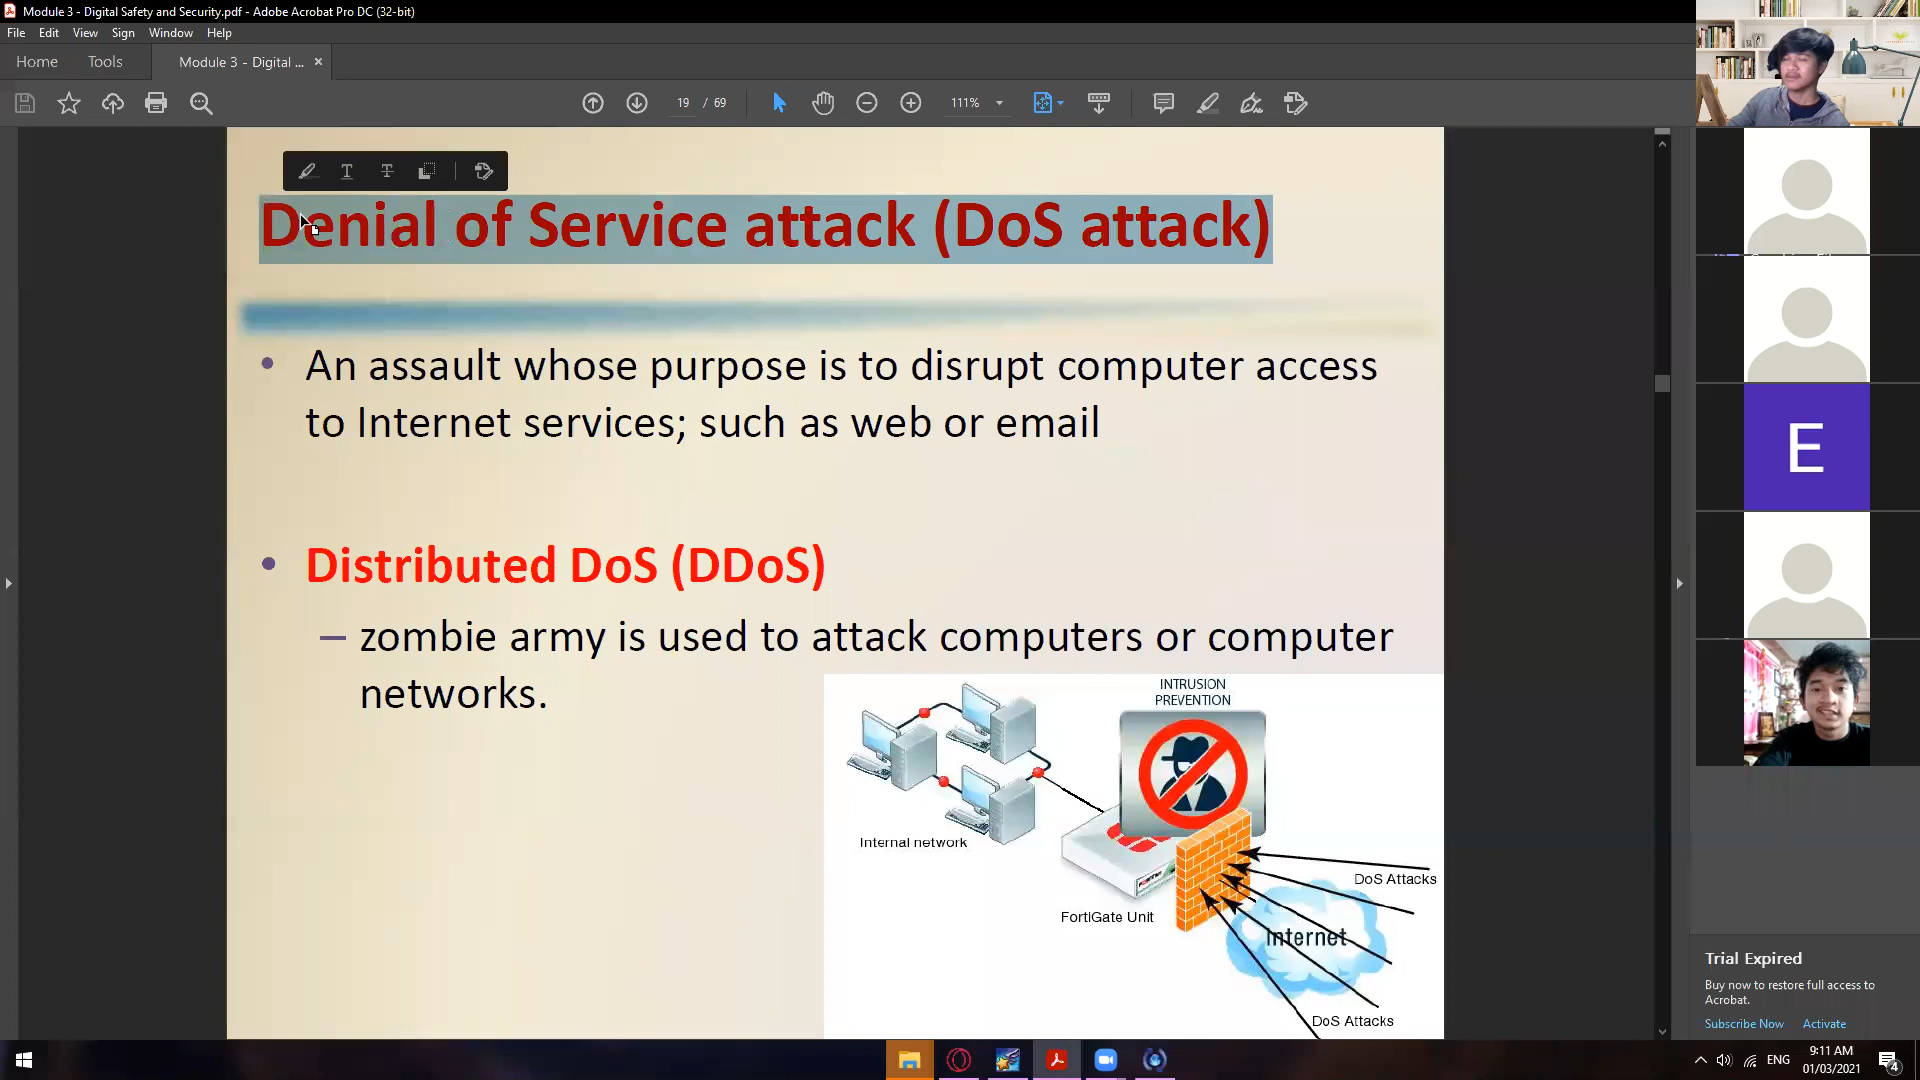 Module 3 - Digital Safety and Security.pdf - Adobe Acrobat Pro DC (32-bit)
File Edit View Sign Window Help
Home Tools Module 3 - Digital ... ×
19 / 69 111%
Denial of Service attack (DoS attack)
• An assault whose purpose is to disrupt computer access
to Internet services; such as web or email
• Distributed DoS (DDoS)
– zombie army is used to attack computers or computer
networks.
INTRUSION
PREVENTION
Internal network
FortiGate Unit
DoS Attacks
Internet
DoS Attacks
E
Trial Expired
Buy now to restore full access to
Acrobat.
Subscribe Now Activate
ENG
9:11 AM
01/03/2021
4